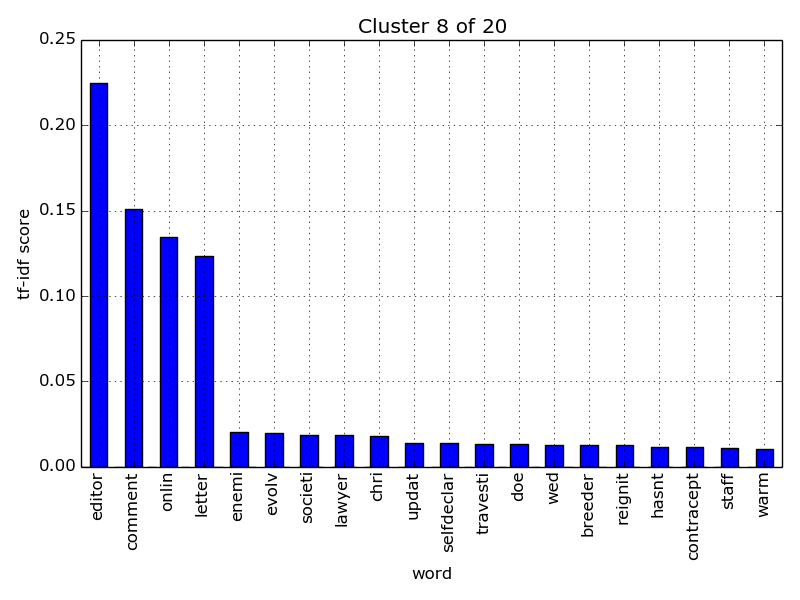 Cluster 8 of 20
0.25
0.20
0.15
0.10
0.05
0.00
tf-idf score
editor
comment
onlin
letter
enemi
evolv
societi
lawyer
chri
updat
selfdeclar
travesti
doe
wed
breeder
reignit
hasnt
contracept
staff
warm
word